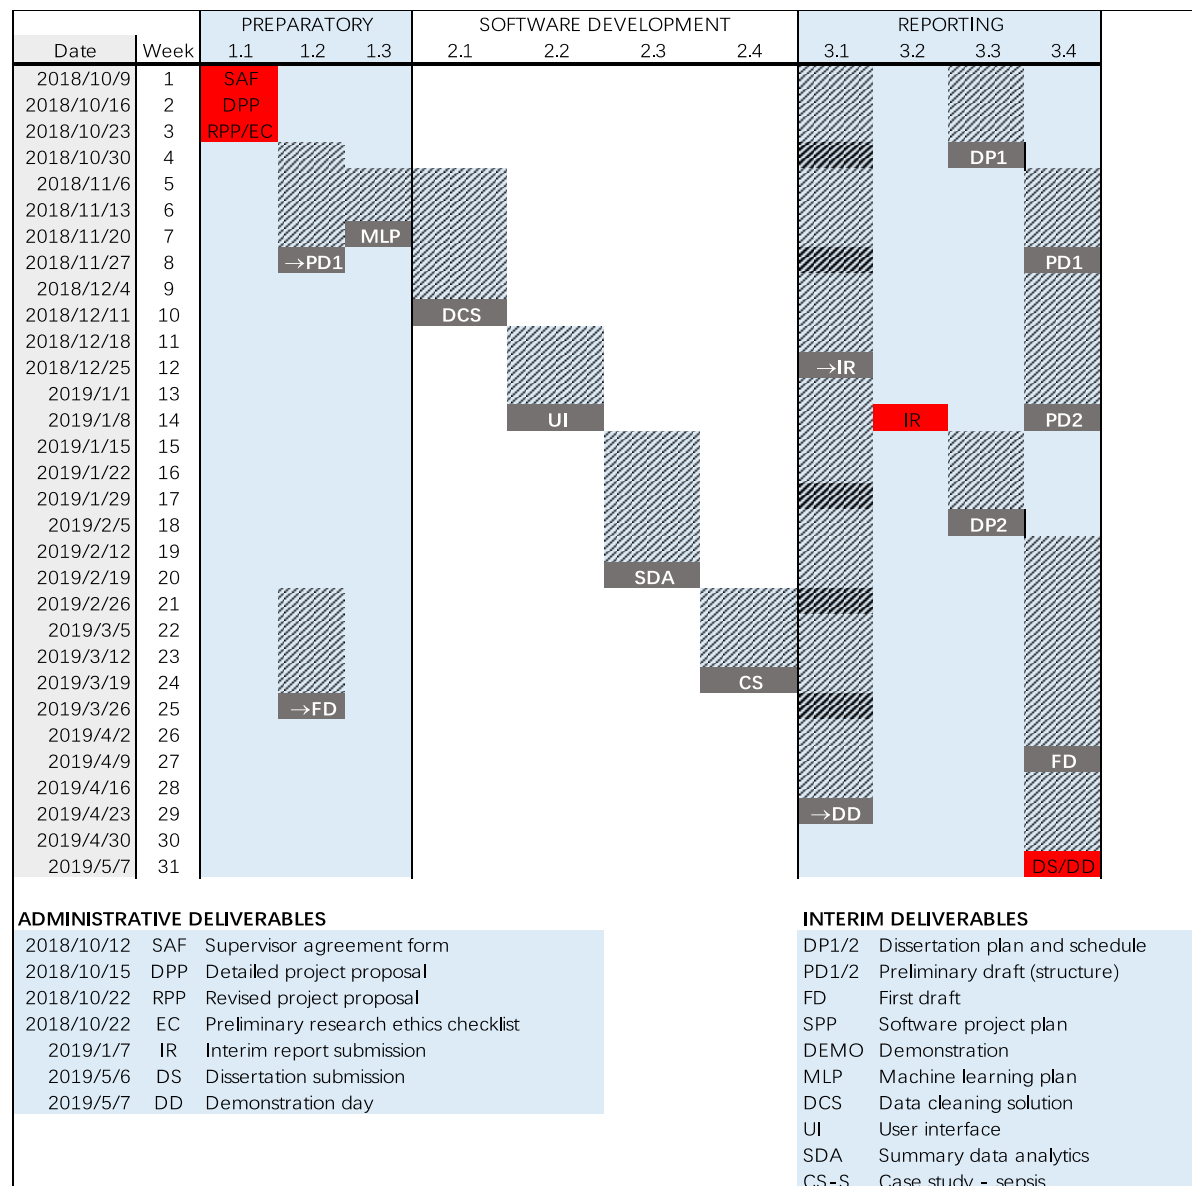 PREPARATORY SOFTWARE DEVELOPMENT REPORTING
Date Week 1.1 1.2 1.3 2.1 2.2 2.3 2.4 3.1 3.2 3.3 3.4
2018/10/9 1 SAF
2018/10/16 2 DPP
2018/10/23 3 RPP/EC
2018/10/30 4 DP1
2018/11/6 5
2018/11/13 6
2018/11/20 7 MLP
2018/11/27 8 →PD1 PD1
2018/12/4 9
2018/12/11 10 DCS
2018/12/18 11
2018/12/25 12 →IR
2019/1/1 13
2019/1/8 14 UI IR PD2
2019/1/15 15
2019/1/22 16
2019/1/29 17
2019/2/5 18 DP2
2019/2/12 19
2019/2/19 20 SDA
2019/2/26 21
2019/3/5 22
2019/3/12 23
2019/3/19 24 CS
2019/3/26 25 →FD
2019/4/2 26
2019/4/9 27 FD
2019/4/16 28
2019/4/23 29 →DD
2019/4/30 30
2019/5/7 31 DS/DD
ADMINISTRATIVE DELIVERABLES
2018/10/12 SAF Supervisor agreement form
2018/10/15 DPP Detailed project proposal
2018/10/22 RPP Revised project proposal
2018/10/22 EC Preliminary research ethics checklist
2019/1/7 IR Interim report submission
2019/5/6 DS Dissertation submission
2019/5/7 DD Demonstration day
INTERIM DELIVERABLES
DP1/2 Dissertation plan and schedule
PD1/2 Preliminary draft (structure)
FD First draft
SPP Software project plan
DEMO Demonstration
MLP Machine learning plan
DCS Data cleaning solution
UI User interface
SDA Summary data analytics
CS-S Case study - sepsis